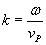 k = ω / v_P